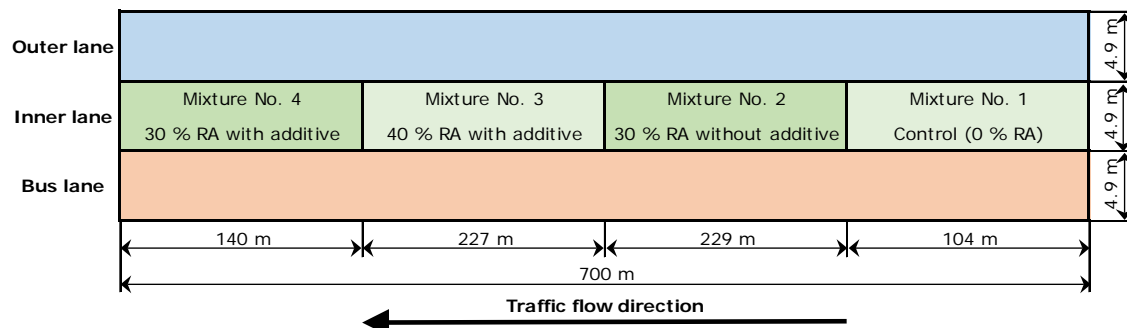 Outer lane
4.9 m
Inner lane
Mixture No. 4
30 % RA with additive
Mixture No. 3
40 % RA with additive
Mixture No. 2
30 % RA without additive
Mixture No. 1
Control (0 % RA)
4.9 m
Bus lane
4.9 m
140 m
227 m
229 m
104 m
700 m
Traffic flow direction